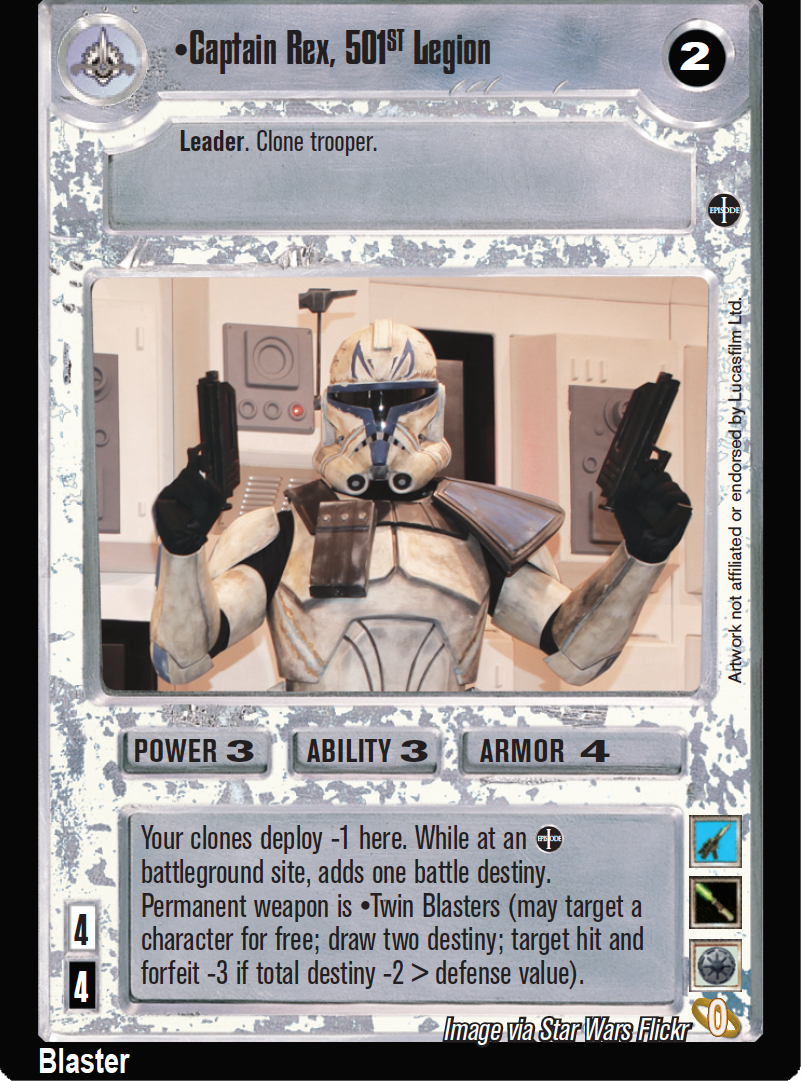 •Captain Rex, 501ST Legion
2
Leader. Clone trooper.
EPISODE I
Artwork not affiliated or endorsed by Lucasfilm Ltd.
POWER 3 ABILITY 3 ARMOR 4
Your clones deploy -1 here. While at an EPISODE I
battleground site, adds one battle destiny.
Permanent weapon is •Twin Blasters (may target a
character for free; draw two destiny; target hit and
forfeit -3 if total destiny -2 > defense value).
4
4
0
Image via Star Wars Flickr
Blaster